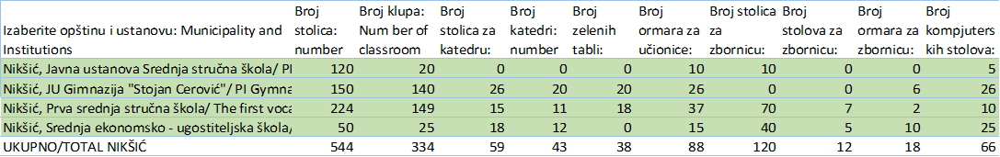 Izaberite opštinu i ustanovu: Municipality and Institutions	Broj stolica: number	Broj klupa: Num ber of classroom	Broj stolica za katedru:	Broj katedri: number	Broj zelenih tabli:	Broj ormara za učionice:	Broj stolica za zbornicu:	Broj stolova za zbornicu:	Broj ormara za zbornicu:	Broj kompjuters kih stolova:
Nikšić, Javna ustanova Srednja stručna škola/ PI	120	20	0	0	0	10	10	0	0	5
Nikšić, JU Gimnazija "Stojan Cerović"/ PI Gymna	150	140	26	20	20	26	0	0	6	26
Nikšić, Prva srednja stručna škola/ The first voca	224	149	15	11	18	37	70	7	2	10
Nikšić, Srednja ekonomsko - ugostiteljska škola/	50	25	18	12	0	15	40	5	10	25
UKUPNO/TOTAL NIKŠIĆ	544	334	59	43	38	88	120	12	18	66